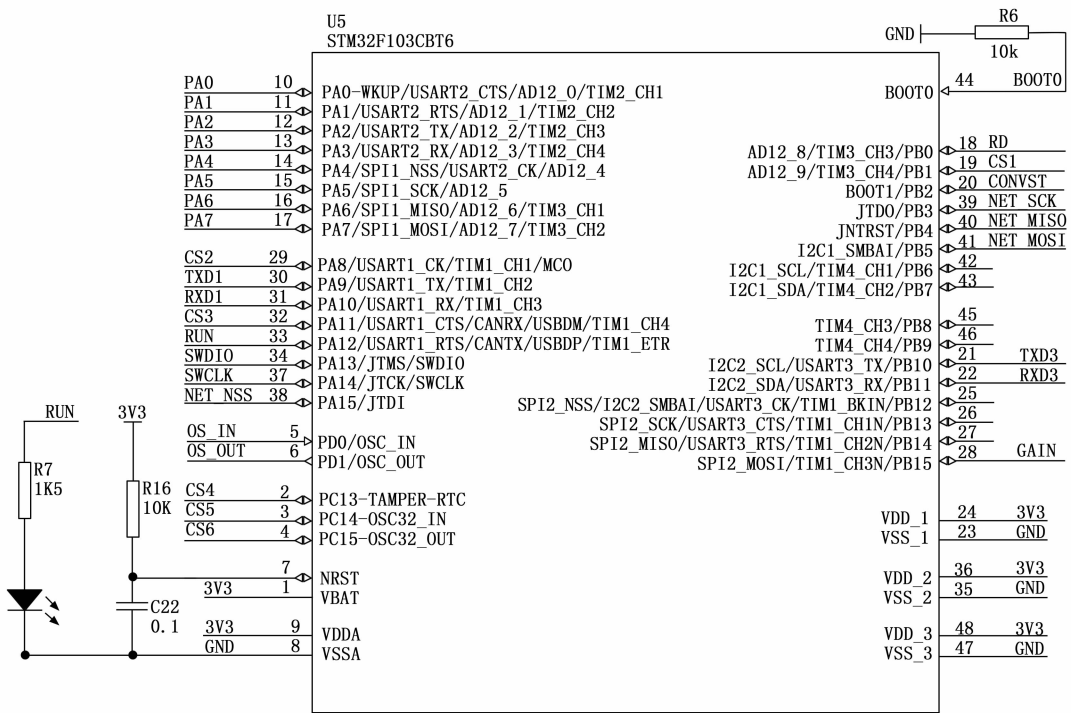 U5
STM32F103CBT6
GND
R6
10k
44 BOOT0
BOOT0
PA0 10 PA0-WKUP/USART2_CTS/AD12_0/TIM2_CH1
PA1 11 PA1/USART2_RTS/AD12_1/TIM2_CH2
PA2 12 PA2/USART2_TX/AD12_2/TIM2_CH3
PA3 13 PA3/USART2_RX/AD12_3/TIM2_CH4
PA4 14 PA4/SPI1_NSS/USART2_CK/AD12_4
PA5 15 PA5/SPI1_SCK/AD12_5
PA6 16 PA6/SPI1_MISO/AD12_6/TIM3_CH1
PA7 17 PA7/SPI1_MOSI/AD12_7/TIM3_CH2
CS2 29 PA8/USART1_CK/TIM1_CH1/MCO
TXD1 30 PA9/USART1_TX/TIM1_CH2
RXD1 31 PA10/USART1_RX/TIM1_CH3
CS3 32 PA11/USART1_CTS/CANRX/USBDM/TIM1_CH4
RUN 33 PA12/USART1_RTS/CANTX/USBDP/TIM1_ETR
SWDIO 34 PA13/JTMS/SWDIO
SWCLK 37 PA14/JTCK/SWCLK
NET_NSS 38 PA15/JTDI
OS_IN 5 PD0/OSC_IN
OS_OUT 6 PD1/OSC_OUT
CS4 2 PC13-TAMPER-RTC
CS5 3 PC14-OSC32_IN
CS6 4 PC15-OSC32_OUT
7 NRST
3V3 1 VBAT
3V3 9 VDDA
GND 8 VSSA
AD12_8/TIM3_CH3/PB0 18 RD
AD12_9/TIM3_CH4/PB1 19 CS1
BOOT1/PB2 20 CONVST
JTDO/PB3 39 NET_SCK
JNTRST/PB4 40 NET_MISO
I2C1_SMBAI/PB5 41 NET_MOSI
I2C1_SCL/TIM4_CH1/PB6 42
I2C1_SDA/TIM4_CH2/PB7 43
TIM4_CH3/PB8 45
TIM4_CH4/PB9 46
I2C2_SCL/USART3_TX/PB10 21 TXD3
I2C2_SDA/USART3_RX/PB11 22 RXD3
SPI2_NSS/I2C2_SMBAI/USART3_CK/TIM1_BKIN/PB12 25
SPI2_SCK/USART3_CTS/TIM1_CH1N/PB13 26
SPI2_MISO/USART3_RTS/TIM1_CH2N/PB14 27
SPI2_MOSI/TIM1_CH3N/PB15 28 GAIN
VDD_1 24 3V3
VSS_1 23 GND
VDD_2 36 3V3
VSS_2 35 GND
VDD_3 48 3V3
VSS_3 47 GND
RUN
R7
1K5
3V3
R16
10K
C22
0.1